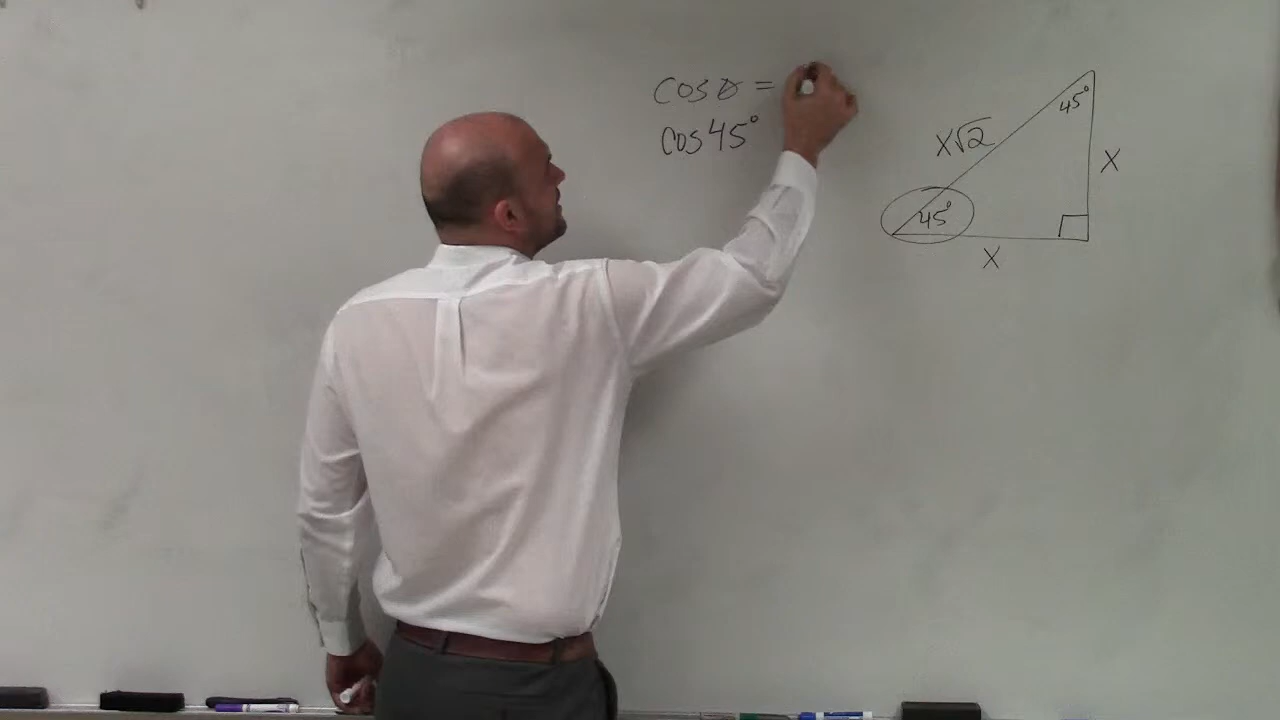 cos θ =
cos 45°
45°
x√2
x
45°
x